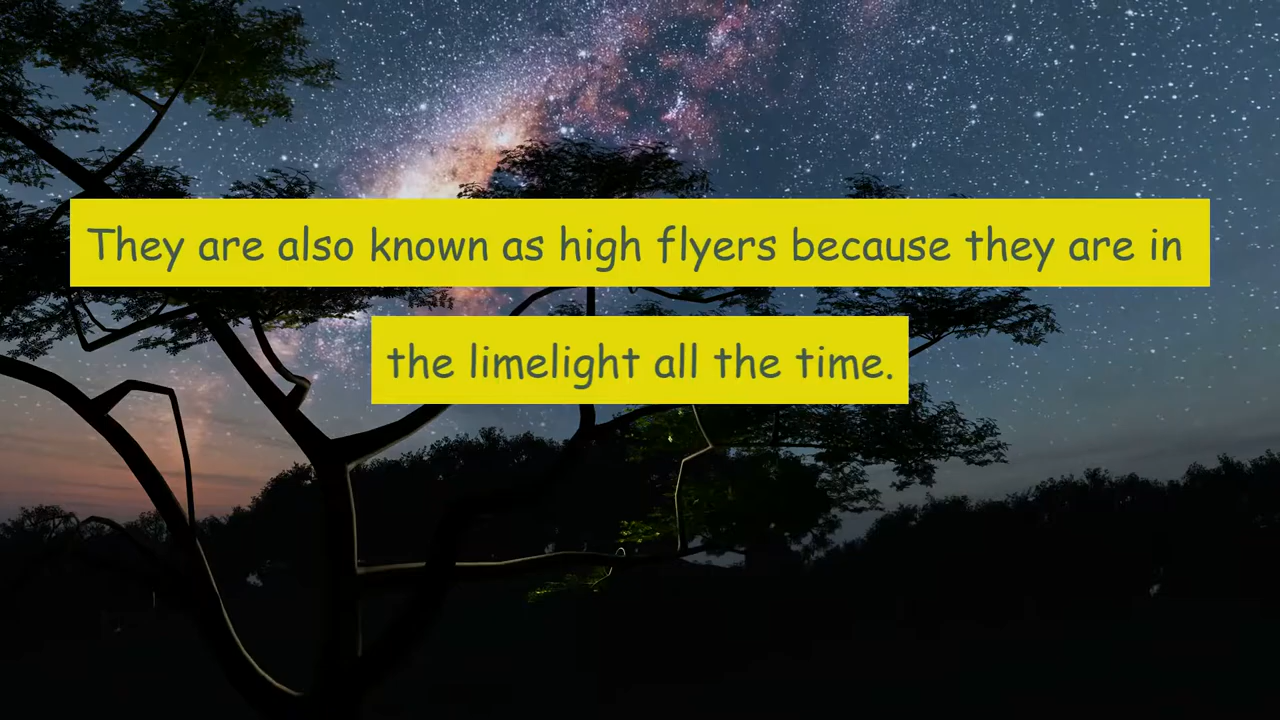 They are also known as high flyers because they are in
the limelight all the time.